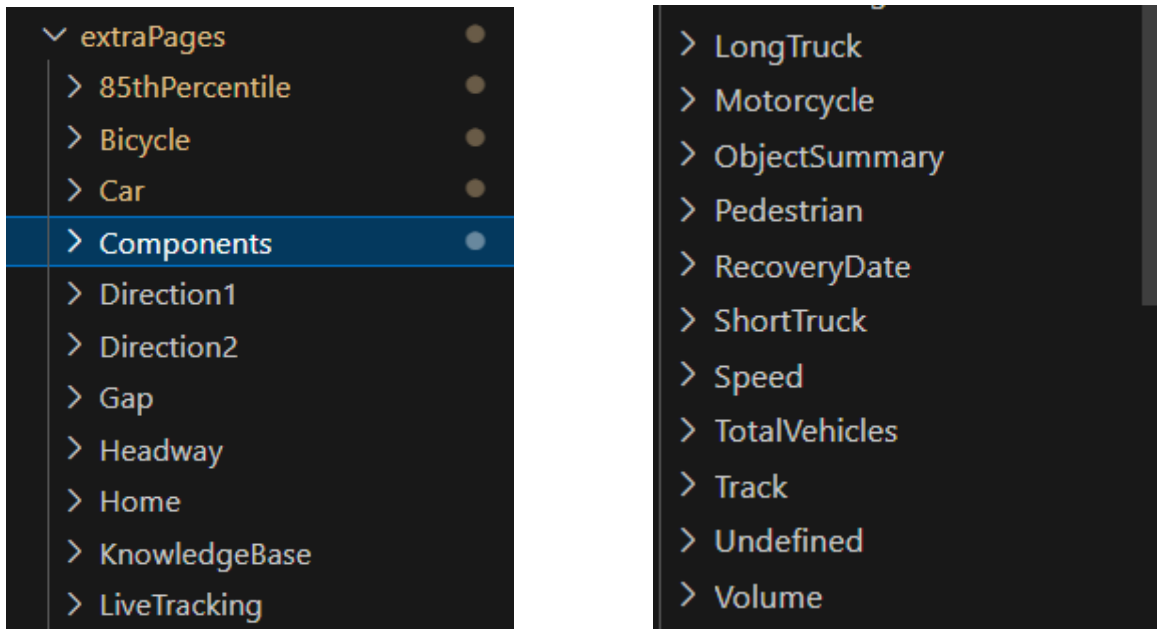 extraPages
85thPercentile
Bicycle
Car
Components
Direction1
Direction2
Gap
Headway
Home
KnowledgeBase
LiveTracking
LongTruck
Motorcycle
ObjectSummary
Pedestrian
RecoveryDate
ShortTruck
Speed
TotalVehicles
Track
Undefined
Volume